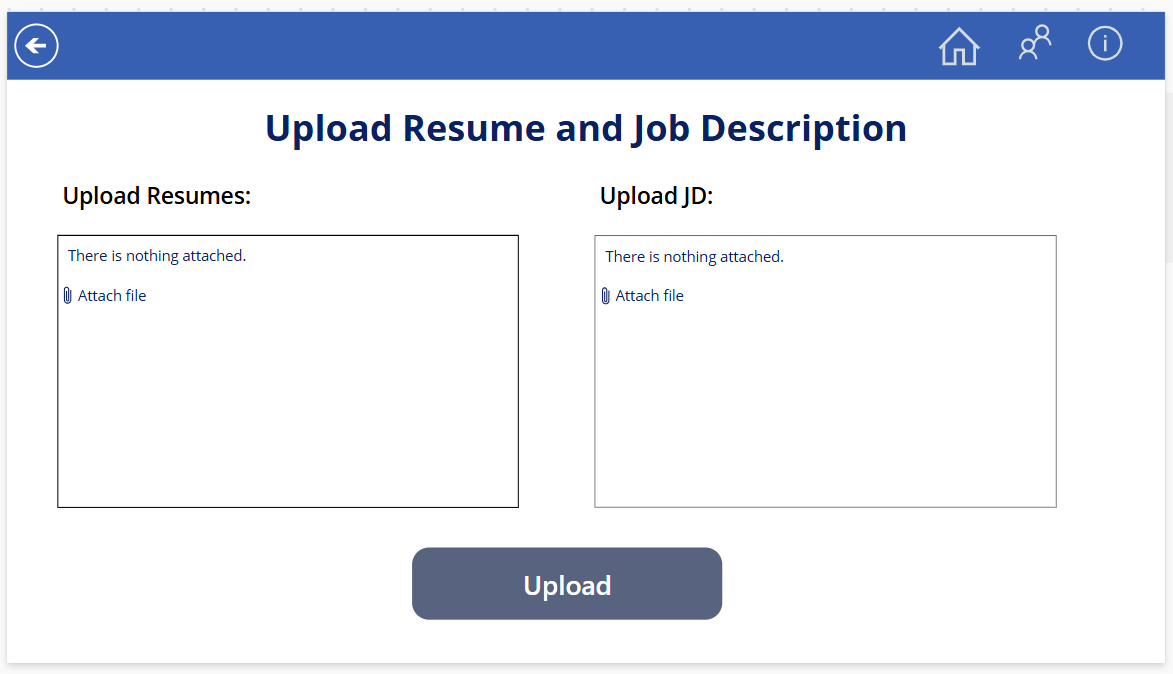 Upload Resume and Job Description
Upload Resumes:
Upload JD:
There is nothing attached.
Attach file
There is nothing attached.
Attach file
Upload